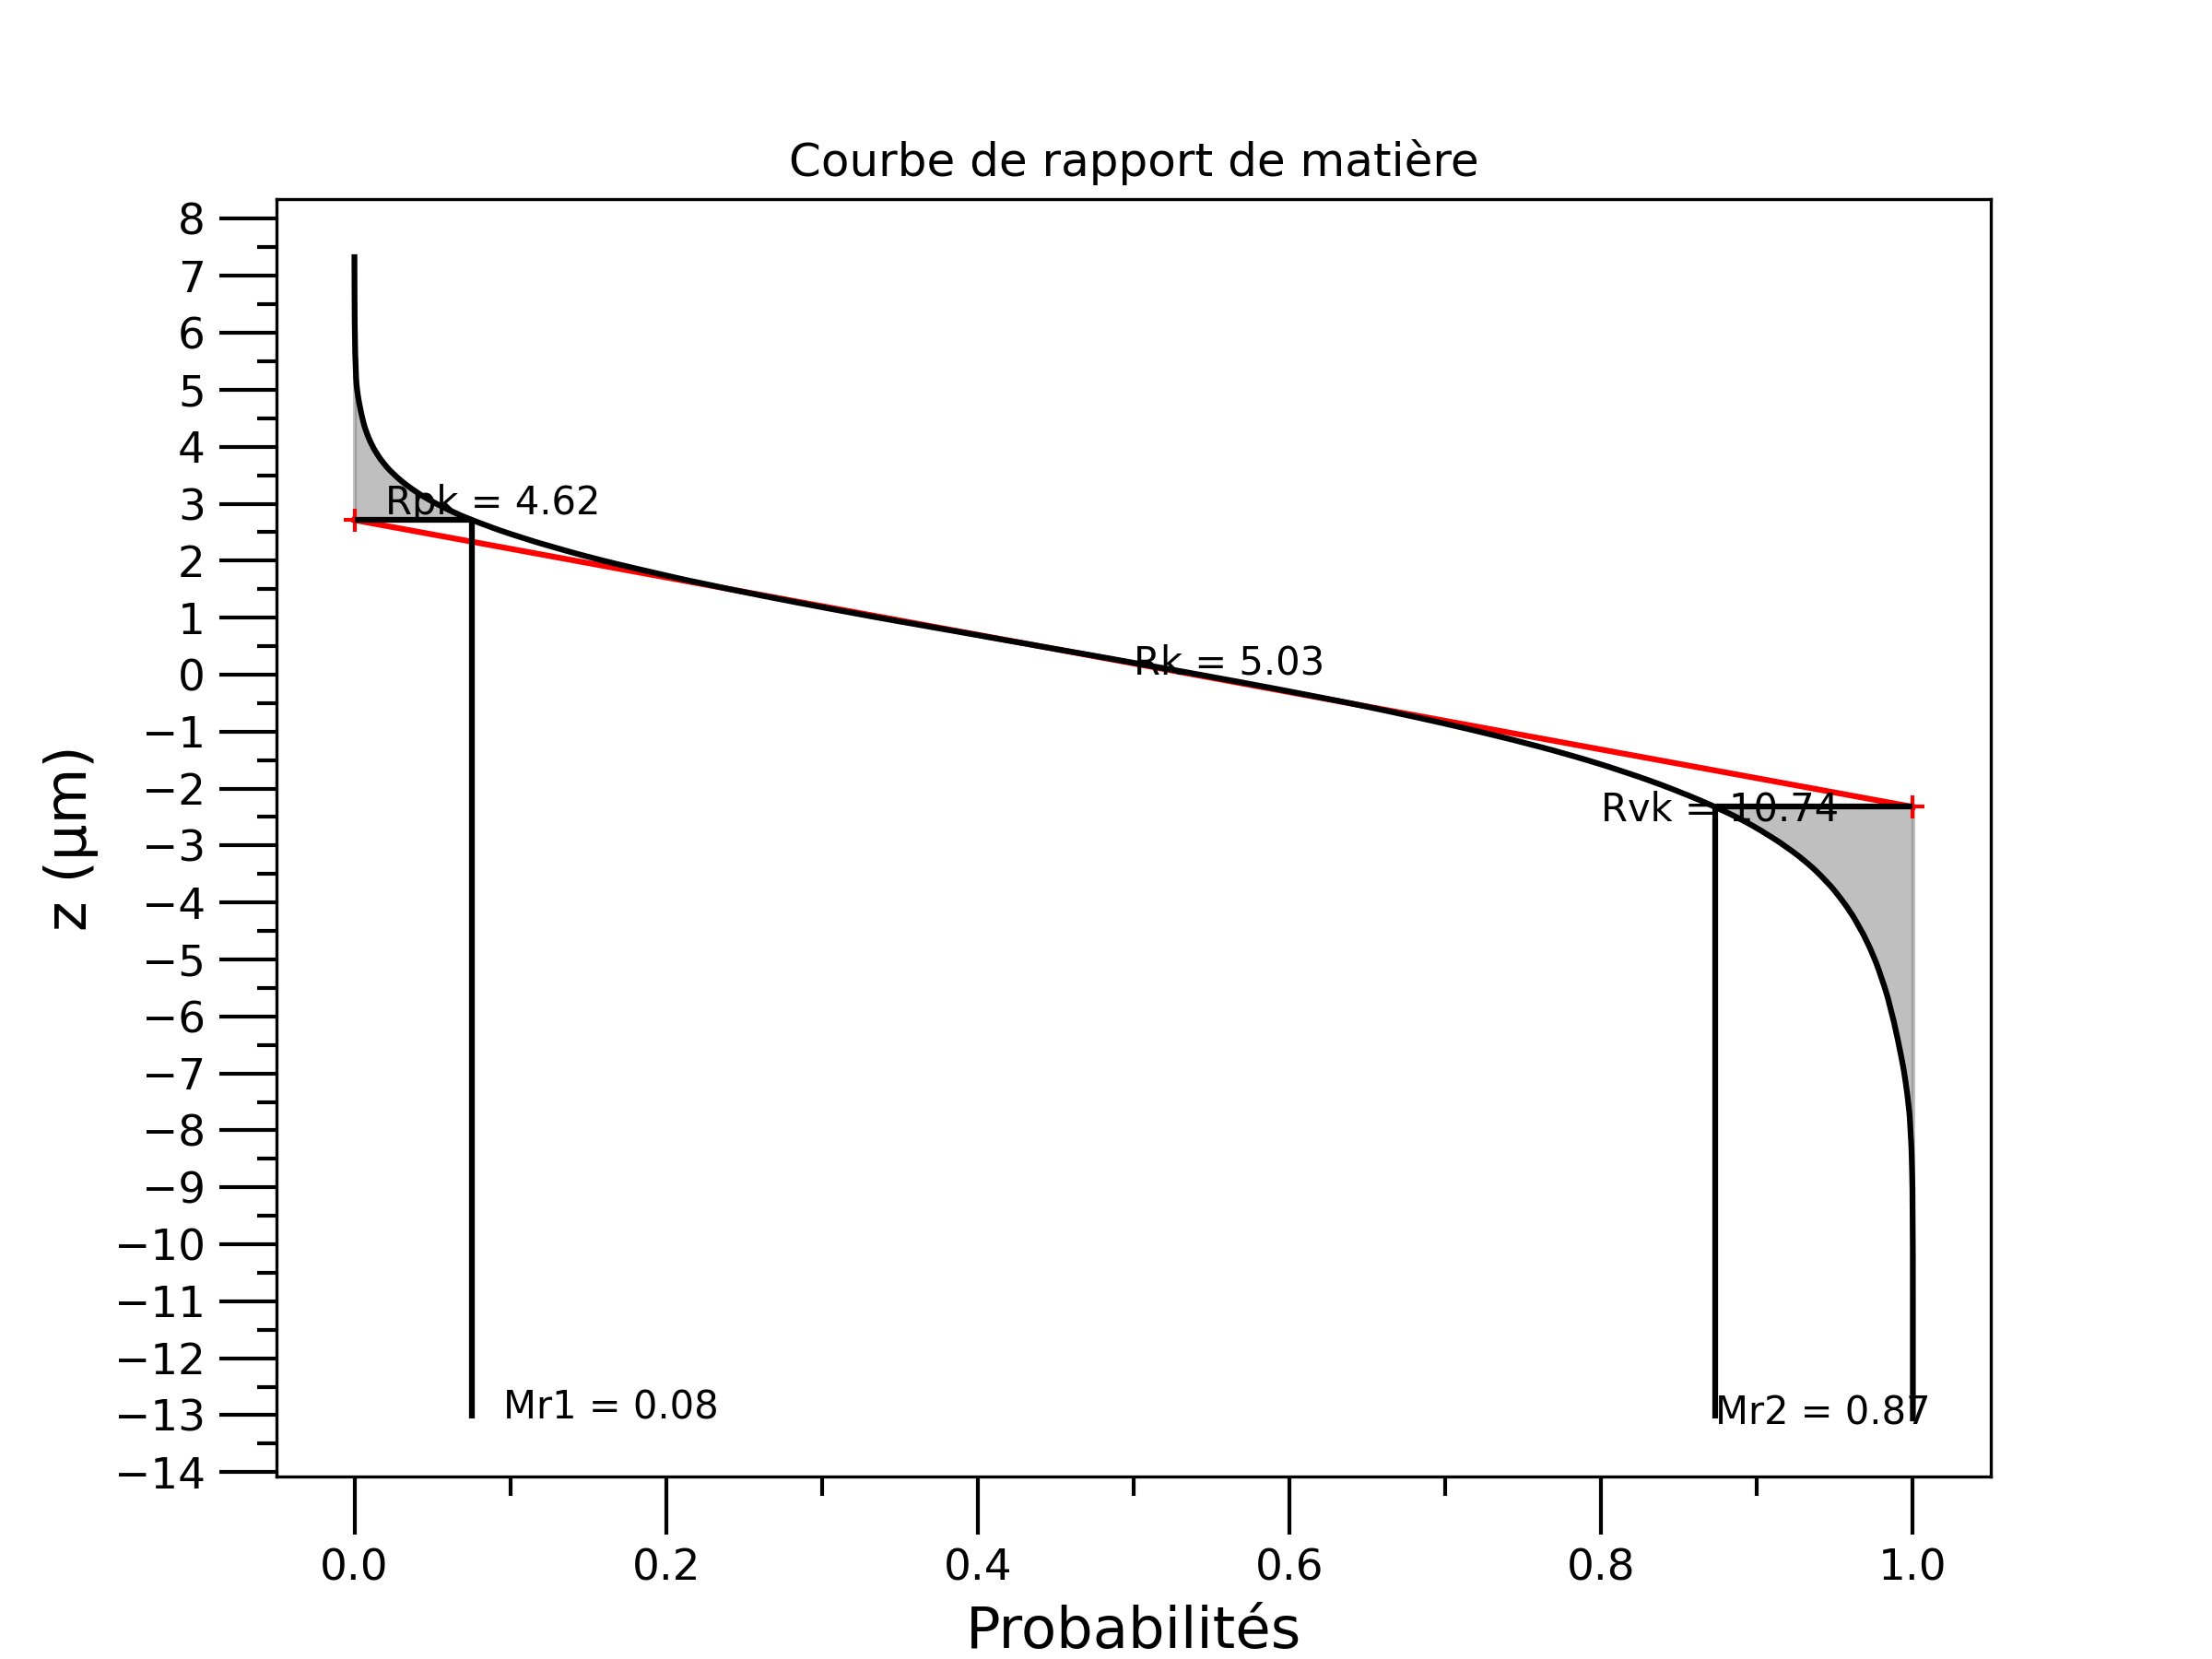 Courbe de rapport de matière
8
7
6
5
4
3
2
1
0
−1
−2
−3
−4
−5
−6
−7
−8
−9
−10
−11
−12
−13
−14
z (µm)
Rpk = 4.62
Rk = 5.03
Rvk = 10.74
Mr1 = 0.08
Mr2 = 0.87
0.0 0.2 0.4 0.6 0.8 1.0
Probabilités